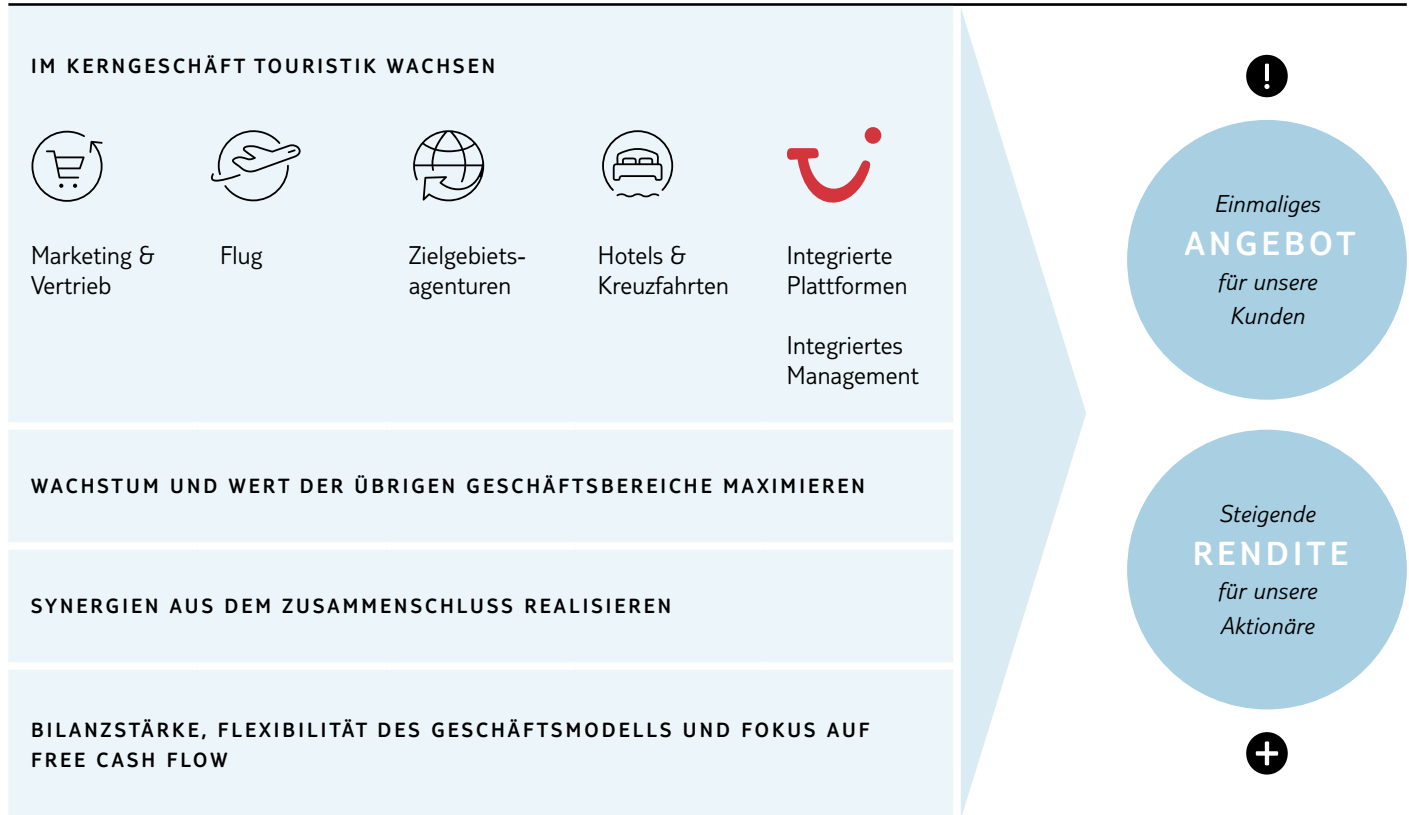 IM KERNGESCHÄFT TOURISTIK WACHSEN
Marketing &
Vertrieb
Flug
Zielgebiets-
agenturen
Hotels &
Kreuzfahrten
Integrierte
Plattformen
Integriertes
Management
WACHSTUM UND WERT DER ÜBRIGEN GESCHÄFTSBEREICHE MAXIMIEREN
SYNERGIEN AUS DEM ZUSAMMENSCHLUSS REALISIEREN
BILANZSTÄRKE, FLEXIBILITÄT DES GESCHÄFTSMODELLS UND FOKUS AUF
FREE CASH FLOW
!
Einmaliges
ANGEBOT
für unsere
Kunden
Steigende
RENDITE
für unsere
Aktionäre
+